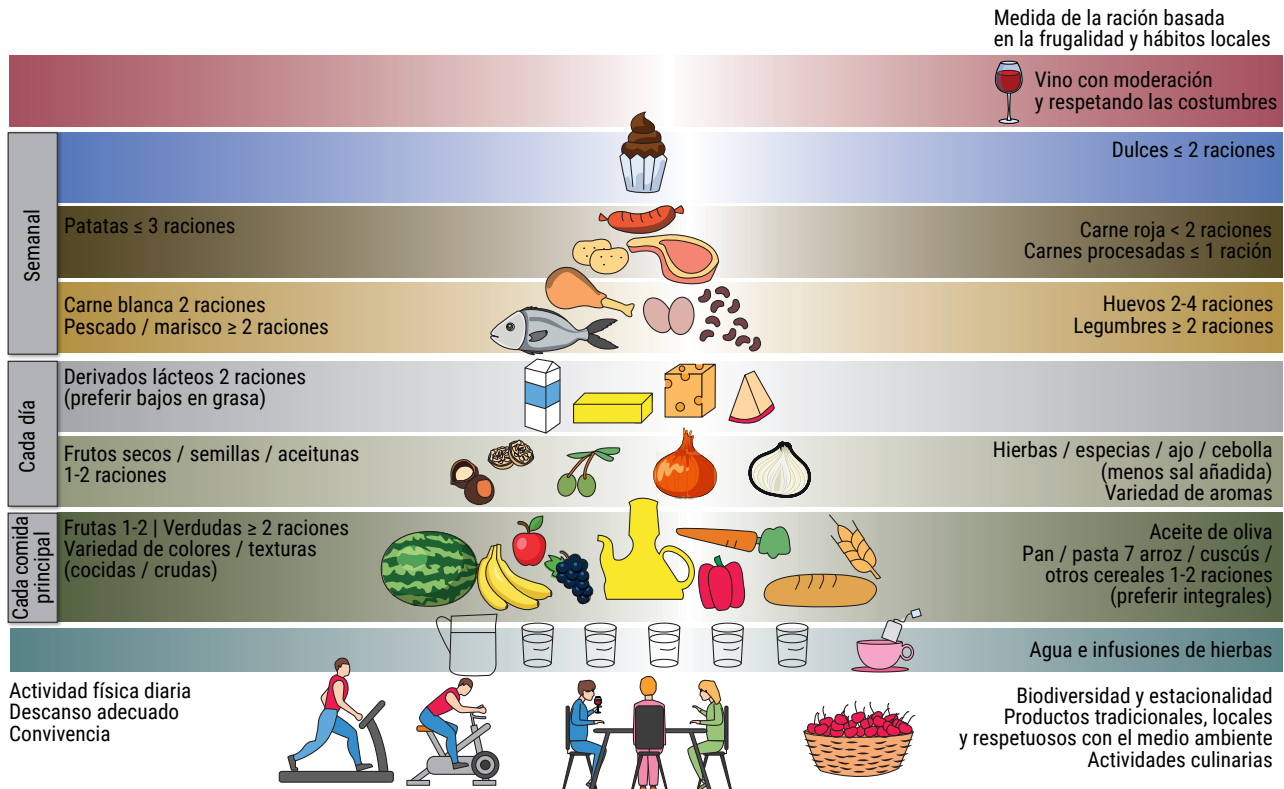 Medida de la ración basada
en la frugalidad y hábitos locales
Vino con moderación
y respetando las costumbres
Semanal
Dulces ≤ 2 raciones
Patatas ≤ 3 raciones
Carne roja < 2 raciones
Carnes procesadas ≤ 1 ración
Carne blanca 2 raciones
Pescado / marisco ≥ 2 raciones
Huevos 2-4 raciones
Legumbres ≥ 2 raciones
Cada día
Derivados lácteos 2 raciones
(preferir bajos en grasa)
Frutos secos / semillas / aceitunas
1-2 raciones
Hierbas / especias / ajo / cebolla
(menos sal añadida)
Variedad de aromas
Cada comida
principal
Frutas 1-2 | Verdudas ≥ 2 raciones
Variedad de colores / texturas
(cocidas / crudas)
Aceite de oliva
Pan / pasta 7 arroz / cuscús /
otros cereales 1-2 raciones
(preferir integrales)
Agua e infusiones de hierbas
Actividad física diaria
Descanso adecuado
Convivencia
Biodiversidad y estacionalidad
Productos tradicionales, locales
y respetuosos con el medio ambiente
Actividades culinarias